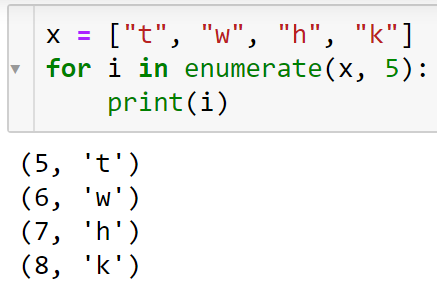 x = ["t", "w", "h", "k"]
for i in enumerate(x, 5):
    print(i)
(5, 't')
(6, 'w')
(7, 'h')
(8, 'k')